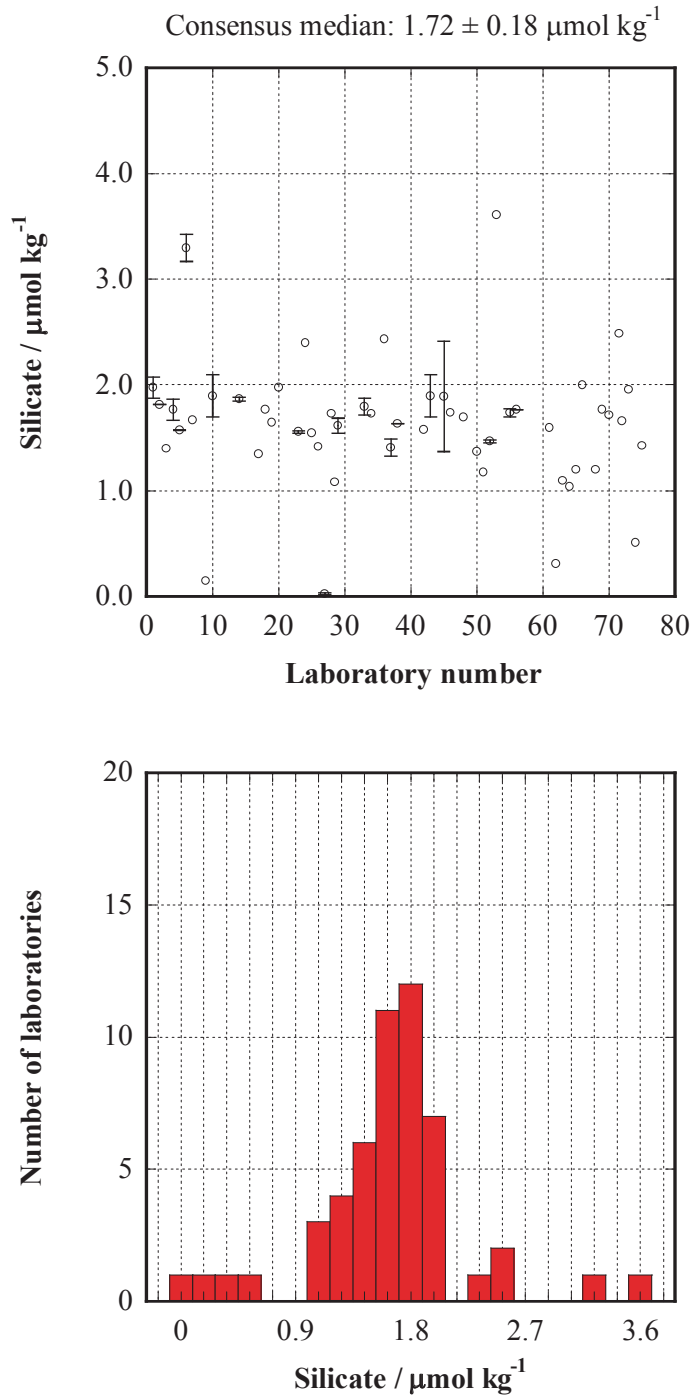 Consensus median: 1.72 ± 0.18 μmol kg⁻¹
5.0
4.0
3.0
2.0
1.0
0.0
Silicate / μmol kg⁻¹
0 10 20 30 40 50 60 70 80
Laboratory number
20
15
10
5
0
Number of laboratories
0 0.9 1.8 2.7 3.6
Silicate / μmol kg⁻¹